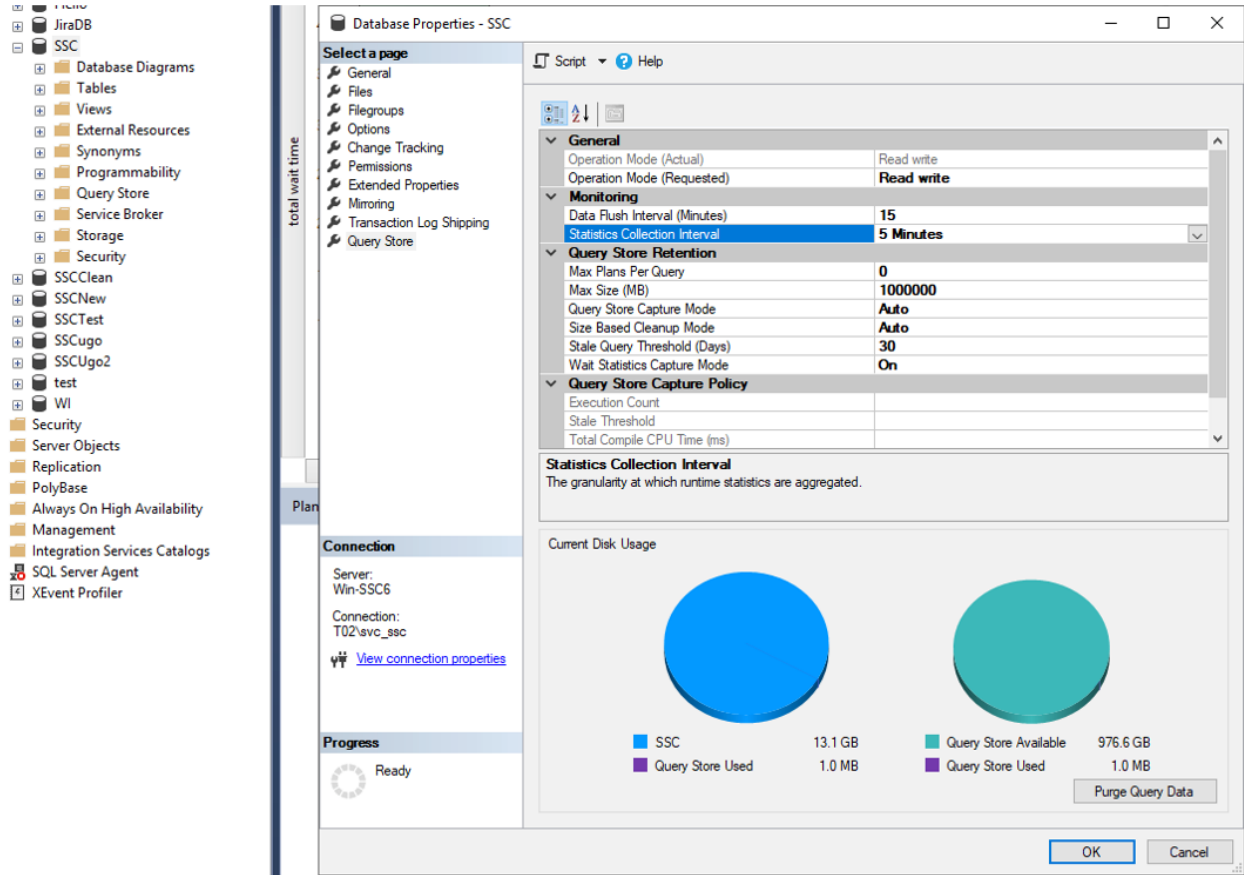 JiraDB
SSC
Database Diagrams
Tables
Views
External Resources
Synonyms
Programmability
Query Store
Service Broker
Storage
Security
SSCClean
SSCNew
SSCTest
SSCugo
SSCUgo2
test
WI
Security
Server Objects
Replication
PolyBase
Always On High Availability
Management
Integration Services Catalogs
SQL Server Agent
XEvent Profiler
total wait time
Plan
Database Properties - SSC
Select a page
General
Files
Filegroups
Options
Change Tracking
Permissions
Extended Properties
Mirroring
Transaction Log Shipping
Query Store
Connection
Server:
Win-SSC6
Connection:
T02\svc_ssc
View connection properties
Progress
Ready
Script Help
General
Operation Mode (Actual) Read write
Operation Mode (Requested) Read write
Monitoring
Data Flush Interval (Minutes) 15
Statistics Collection Interval 5 Minutes
Query Store Retention
Max Plans Per Query 0
Max Size (MB) 1000000
Query Store Capture Mode Auto
Size Based Cleanup Mode Auto
Stale Query Threshold (Days) 30
Wait Statistics Capture Mode On
Query Store Capture Policy
Execution Count
Stale Threshold
Total Compile CPU Time (ms)
Statistics Collection Interval
The granularity at which runtime statistics are aggregated.
Current Disk Usage
SSC 13.1 GB
Query Store Used 1.0 MB
Query Store Available 976.6 GB
Query Store Used 1.0 MB
Purge Query Data
OK Cancel